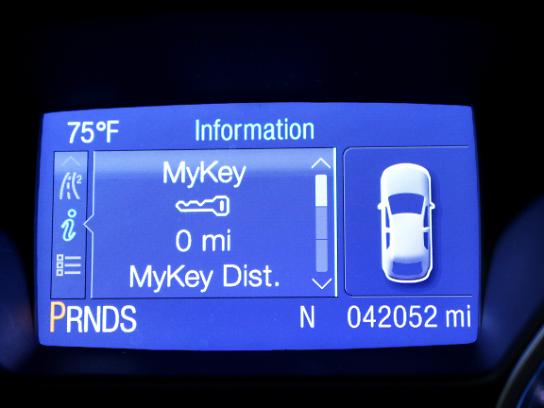 75°F Information
MyKey
0 mi
MyKey Dist.
PRNDS N 042052 mi